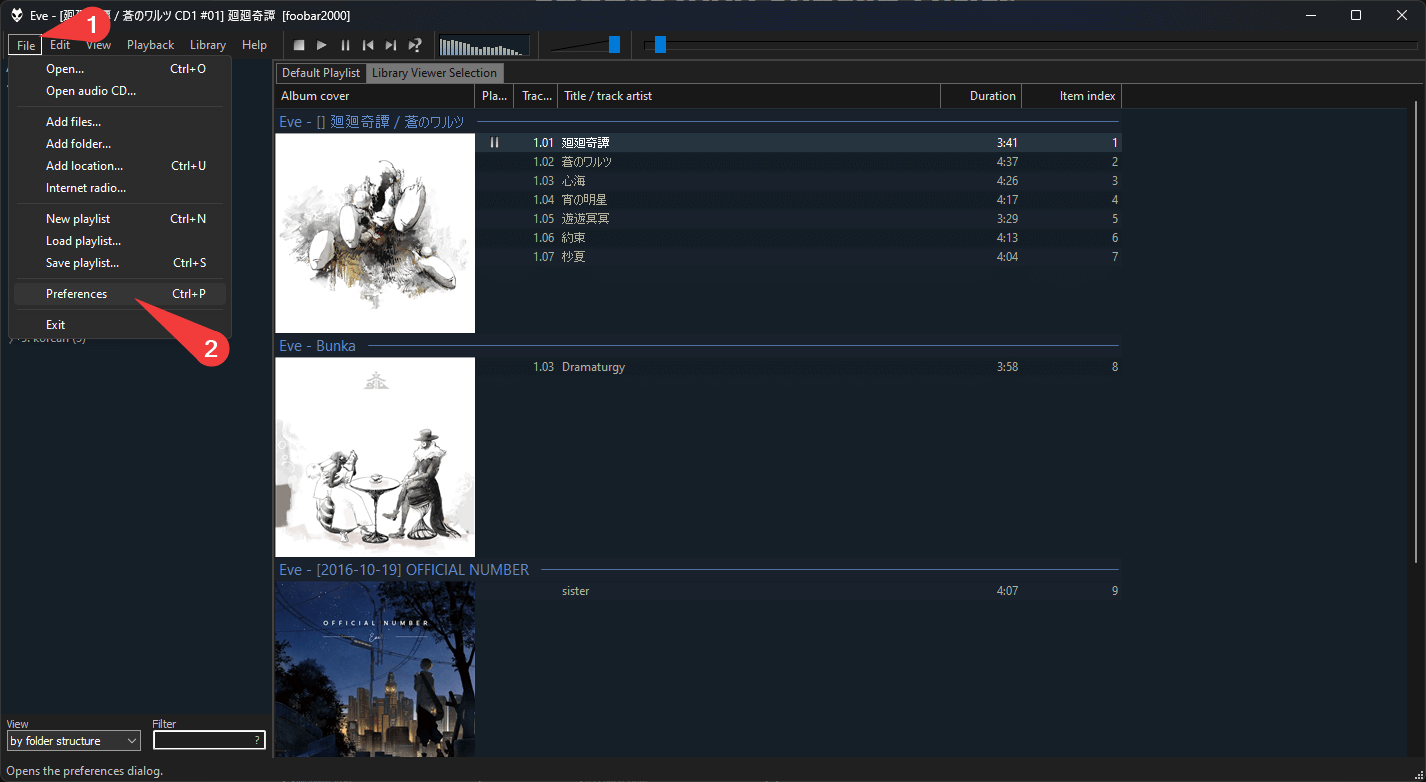 Eve - [廻廻奇譚 / 蒼のワルツ CD1 #01] 廻廻奇譚 [foobar2000]
1
File Edit View Playback Library Help
Default Playlist Library Viewer Selection
Album cover Pla... Trac... Title / track artist Duration Item index
Open... Ctrl+O
Open audio CD...
Add files...
Add folder...
Add location... Ctrl+U
Internet radio...
New playlist Ctrl+N
Load playlist...
Save playlist... Ctrl+S
Preferences Ctrl+P
Exit
2
Eve - [] 廻廻奇譚 / 蒼のワルツ
1.01 廻廻奇譚 3:41 1
1.02 蒼のワルツ 4:37 2
1.03 心海 4:26 3
1.04 宵の明星 4:17 4
1.05 遊遊冥冥 3:29 5
1.06 約束 4:13 6
1.07 杪夏 4:04 7
Eve - Bunka
1.03 Dramaturgy 3:58 8
Eve - [2016-10-19] OFFICIAL NUMBER
sister 4:07 9
OFFICIAL NUMBER
Eve
View Filter
by folder structure ?
Opens the preferences dialog.